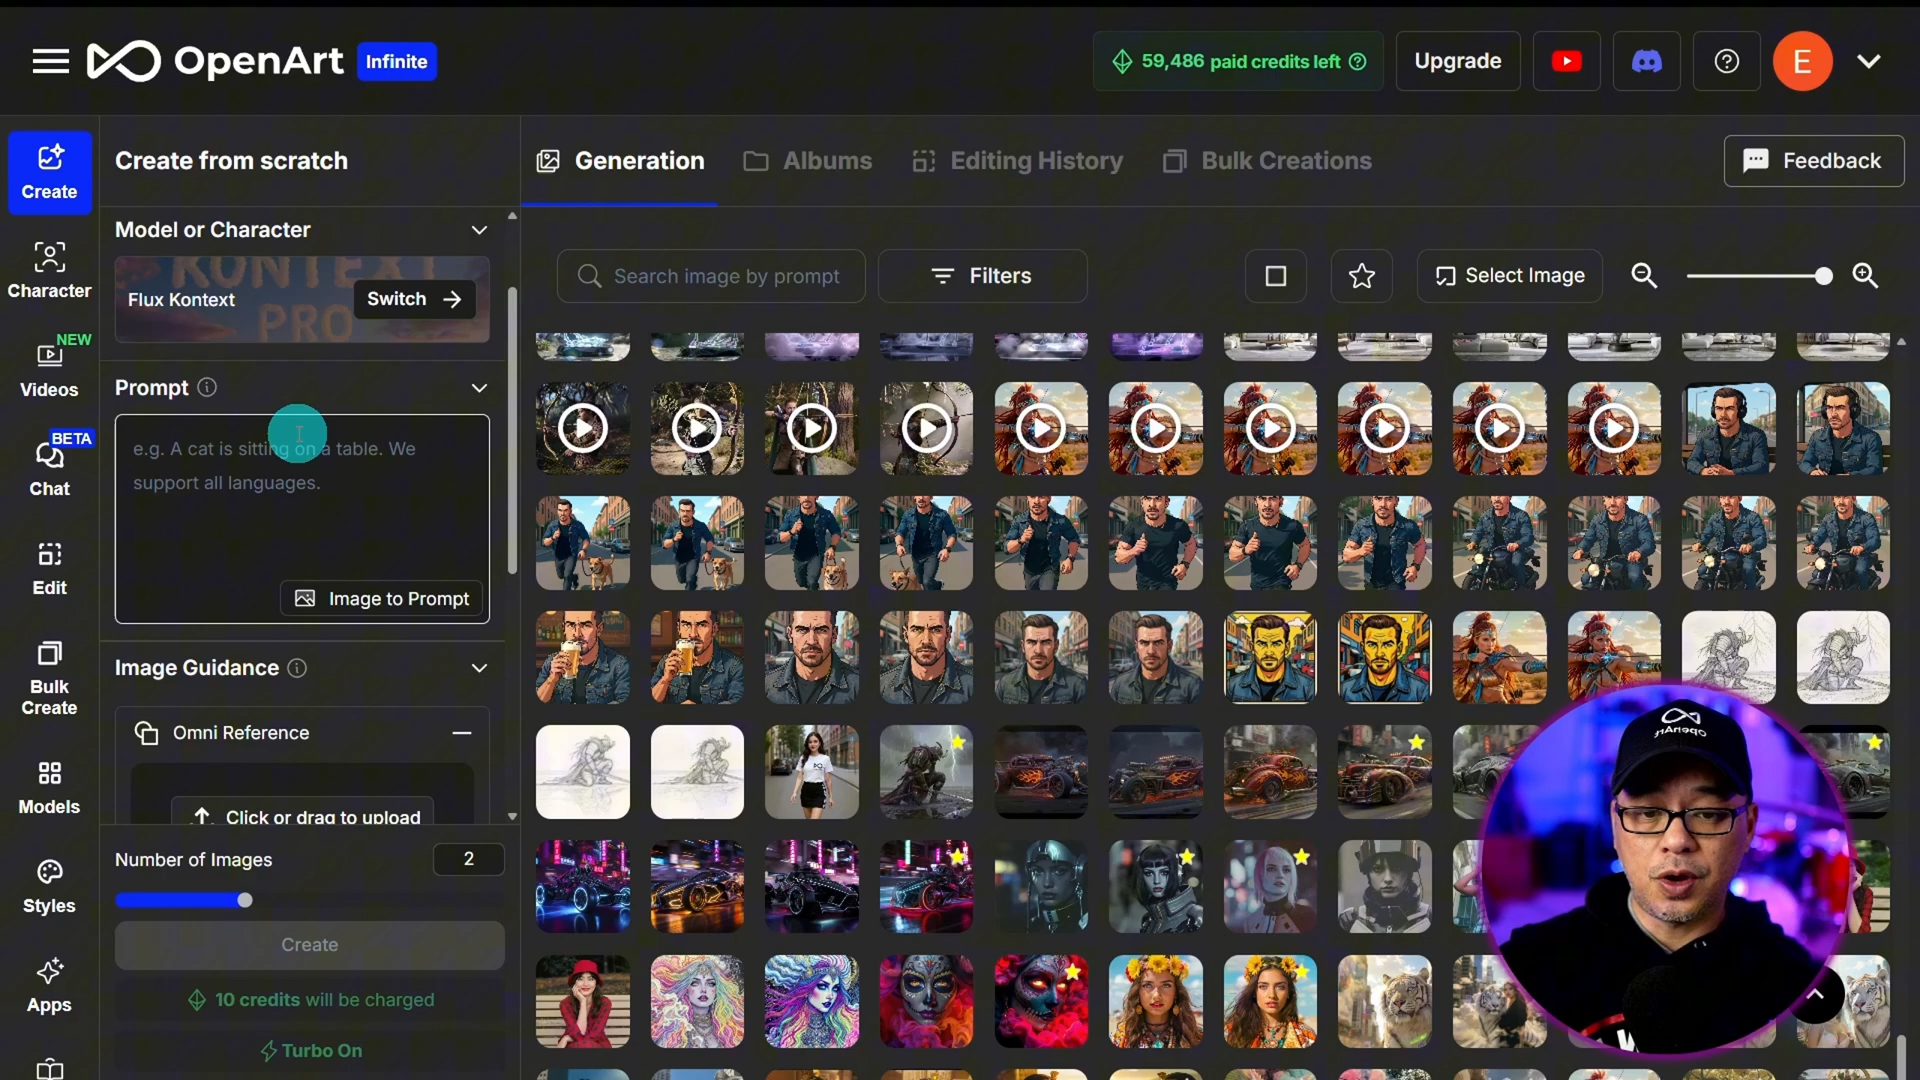 OpenArt
Infinite
59,486 paid credits left
Upgrade
E
Create
Character
NEW
Videos
BETA
Chat
Edit
Bulk
Create
Models
Styles
Apps
Create from scratch
Model or Character
KONTEXT
PRO
Flux Kontext
Switch
Prompt
e.g. A cat is sitting on a table. We
support all languages.
Image to Prompt
Image Guidance
Omni Reference
Click or drag to upload
Number of Images
2
Create
10 credits will be charged
Turbo On
Generation
Albums
Editing History
Bulk Creations
Feedback
Search image by prompt
Filters
Select Image
OpenArt